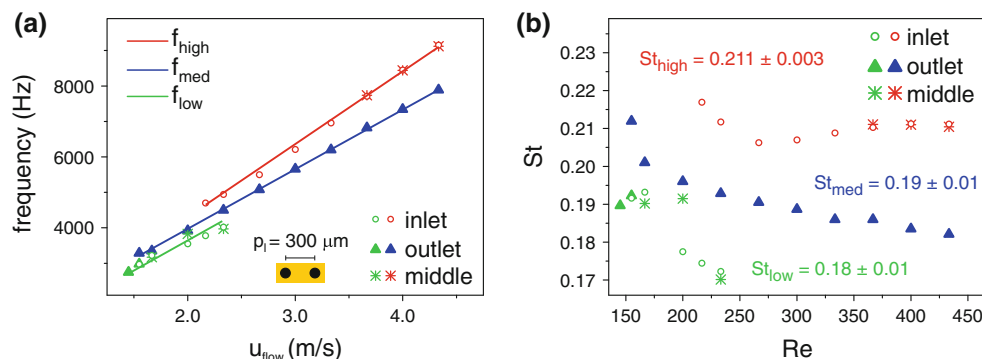 (a)
frequency (Hz)
8000
6000
4000
2.0 3.0 4.0
u_flow (m/s)
f_high
f_med
f_low
p_l = 300 μm
inlet
outlet
middle
(b)
St
0.23
0.22
0.21
0.20
0.19
0.18
0.17
150 200 250 300 350 400 450
Re
inlet
outlet
middle
St_high = 0.211 ± 0.003
St_med = 0.19 ± 0.01
St_low = 0.18 ± 0.01